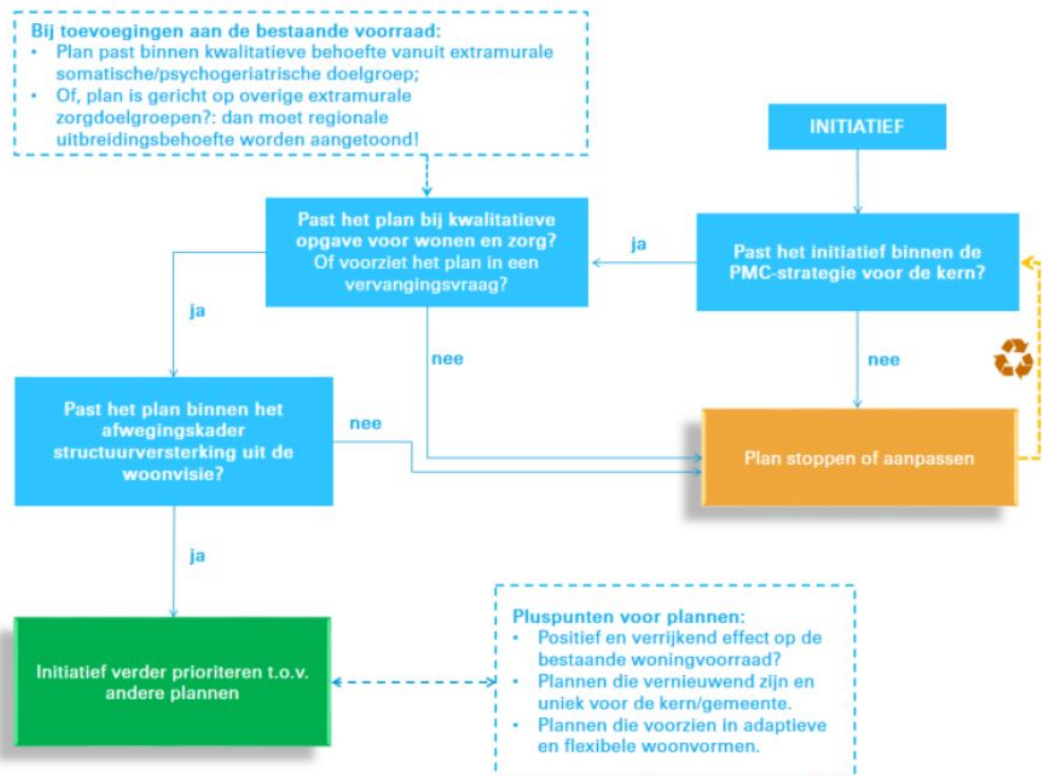 Bij toevoegingen aan de bestaande voorraad:
• Plan past binnen kwalitatieve behoefte vanuit extramurale
somatische/psychogeriatrische doelgroep;
• Of, plan is gericht op overige extramurale
zorgdoelgroepen?: dan moet regionale
uitbreidingsbehoefte worden aangetoond!
INITIATIEF
Past het initiatief binnen de
PMC-strategie voor de kern?
ja
nee
Past het plan bij kwalitatieve
opgave voor wonen en zorg?
Of voorziet het plan in een
vervangingsvraag?
ja
nee
Past het plan binnen het
afwegingskader
structuurversterking uit de
woonvisie?
nee
Plan stoppen of aanpassen
ja
Initiatief verder prioriteren t.o.v.
andere plannen
Pluspunten voor plannen:
• Positief en verrijkend effect op de
bestaande woningvoorraad?
• Plannen die vernieuwend zijn en
uniek voor de kern/gemeente.
• Plannen die voorzien in adaptieve
en flexibele woonvormen.